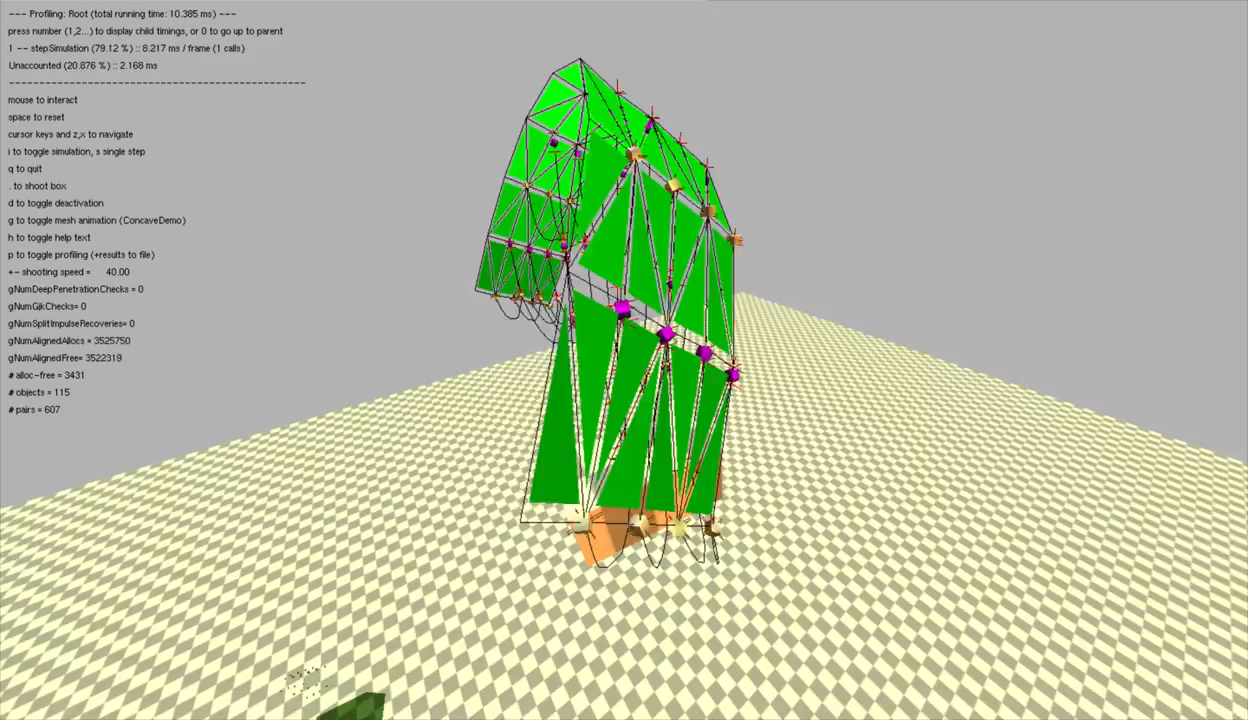 --- Profiling: Root (total running time: 10.385 ms) ---
press number (1,2...) to display child timings, or 0 to go up to parent
1 -- stepSimulation (79.12 %) :: 8.217 ms / frame (1 calls)
Unaccounted (20.876 %) :: 2.168 ms
-------------------------------------------------
mouse to interact
space to reset
cursor keys and z,x to navigate
i to toggle simulation, s single step
q to quit
. to shoot box
d to toggle deactivation
g to toggle mesh animation (ConcaveDemo)
h to toggle help text
p to toggle profiling (+results to file)
+- shooting speed = 40.00
gNumDeepPenetrationChecks = 0
gNumGjkChecks= 0
gNumSplitImpulseRecoveries= 0
gNumAlignedAllocs = 3525750
gNumAlignedFree= 3522319
# alloc-free = 3431
# objects = 115
# pairs = 607